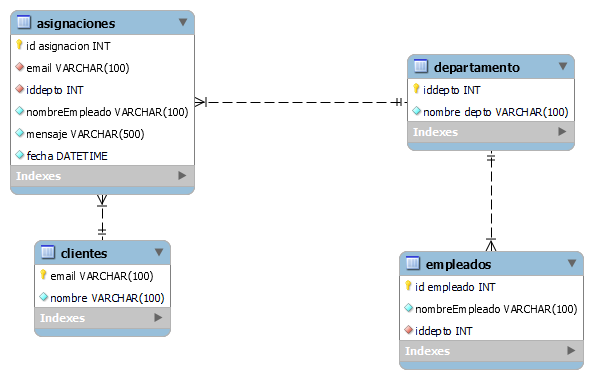 asignaciones
id asignacion INT
email VARCHAR(100)
iddepto INT
nombreEmpleado VARCHAR(100)
mensaje VARCHAR(500)
fecha DATETIME
Indexes
departamento
iddepto INT
nombre depto VARCHAR(100)
Indexes
clientes
email VARCHAR(100)
nombre VARCHAR(100)
Indexes
empleados
id empleado INT
nombreEmpleado VARCHAR(100)
iddepto INT
Indexes